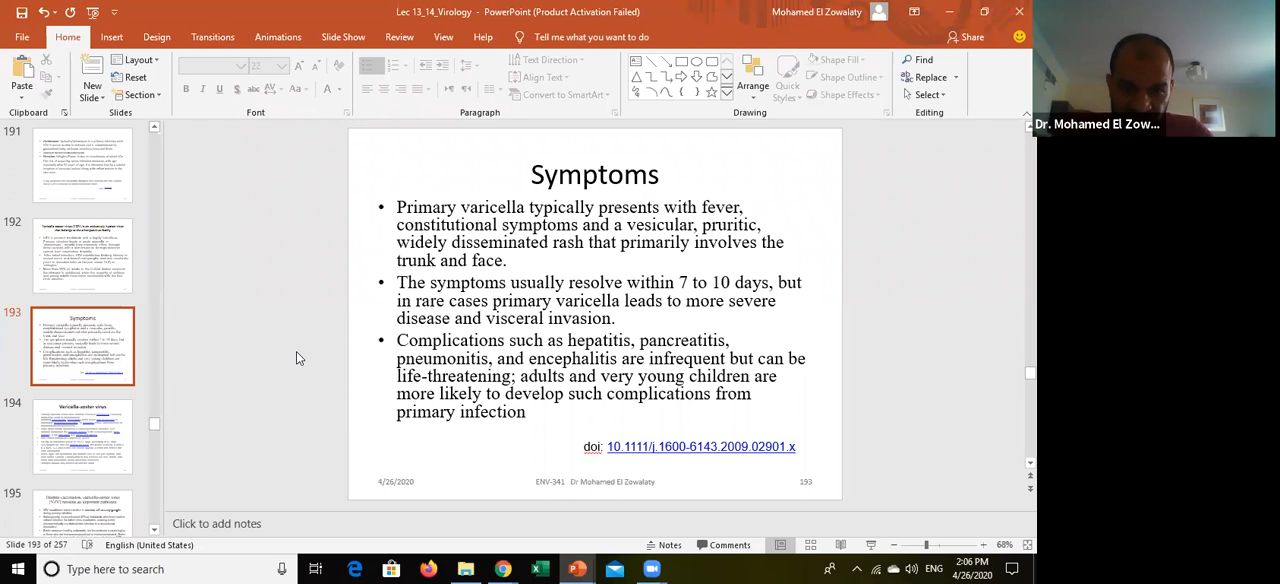 Lec 13_14_Virology - PowerPoint (Product Activation Failed)
Mohamed El Zowalaty
File Home Insert Design Transitions Animations Slide Show Review View Help Tell me what you want to do
Share
Paste
Clipboard
New
Slide
Layout
Reset
Section
Slides
22
B I U S abc AV Aa A
Font
Text Direction
Align Text
Convert to SmartArt
Paragraph
Arrange
Quick
Styles
Shape Fill
Shape Outline
Shape Effects
Drawing
Find
Replace
Select
Editing
Dr. Mohamed El Zow...
191
192
193
Symptoms
194
Varicella-zoster virus
195
Symptoms
• Primary varicella typically presents with fever,
constitutional symptoms and a vesicular, pruritic,
widely disseminated rash that primarily involves the
trunk and face.
• The symptoms usually resolve within 7 to 10 days, but
in rare cases primary varicella leads to more severe
disease and visceral invasion.
• Complications such as hepatitis, pancreatitis,
pneumonitis, and encephalitis are infrequent but can be
life-threatening; adults and very young children are
more likely to develop such complications from
primary infection
doi: 10.1111/j.1600-6143.2009.02901.x
4/26/2020 ENV-341 Dr Mohamed El Zowalaty 193
Click to add notes
Slide 193 of 257 English (United States) Notes Comments 68%
Type here to search
ENG
2:06 PM
4/26/2020